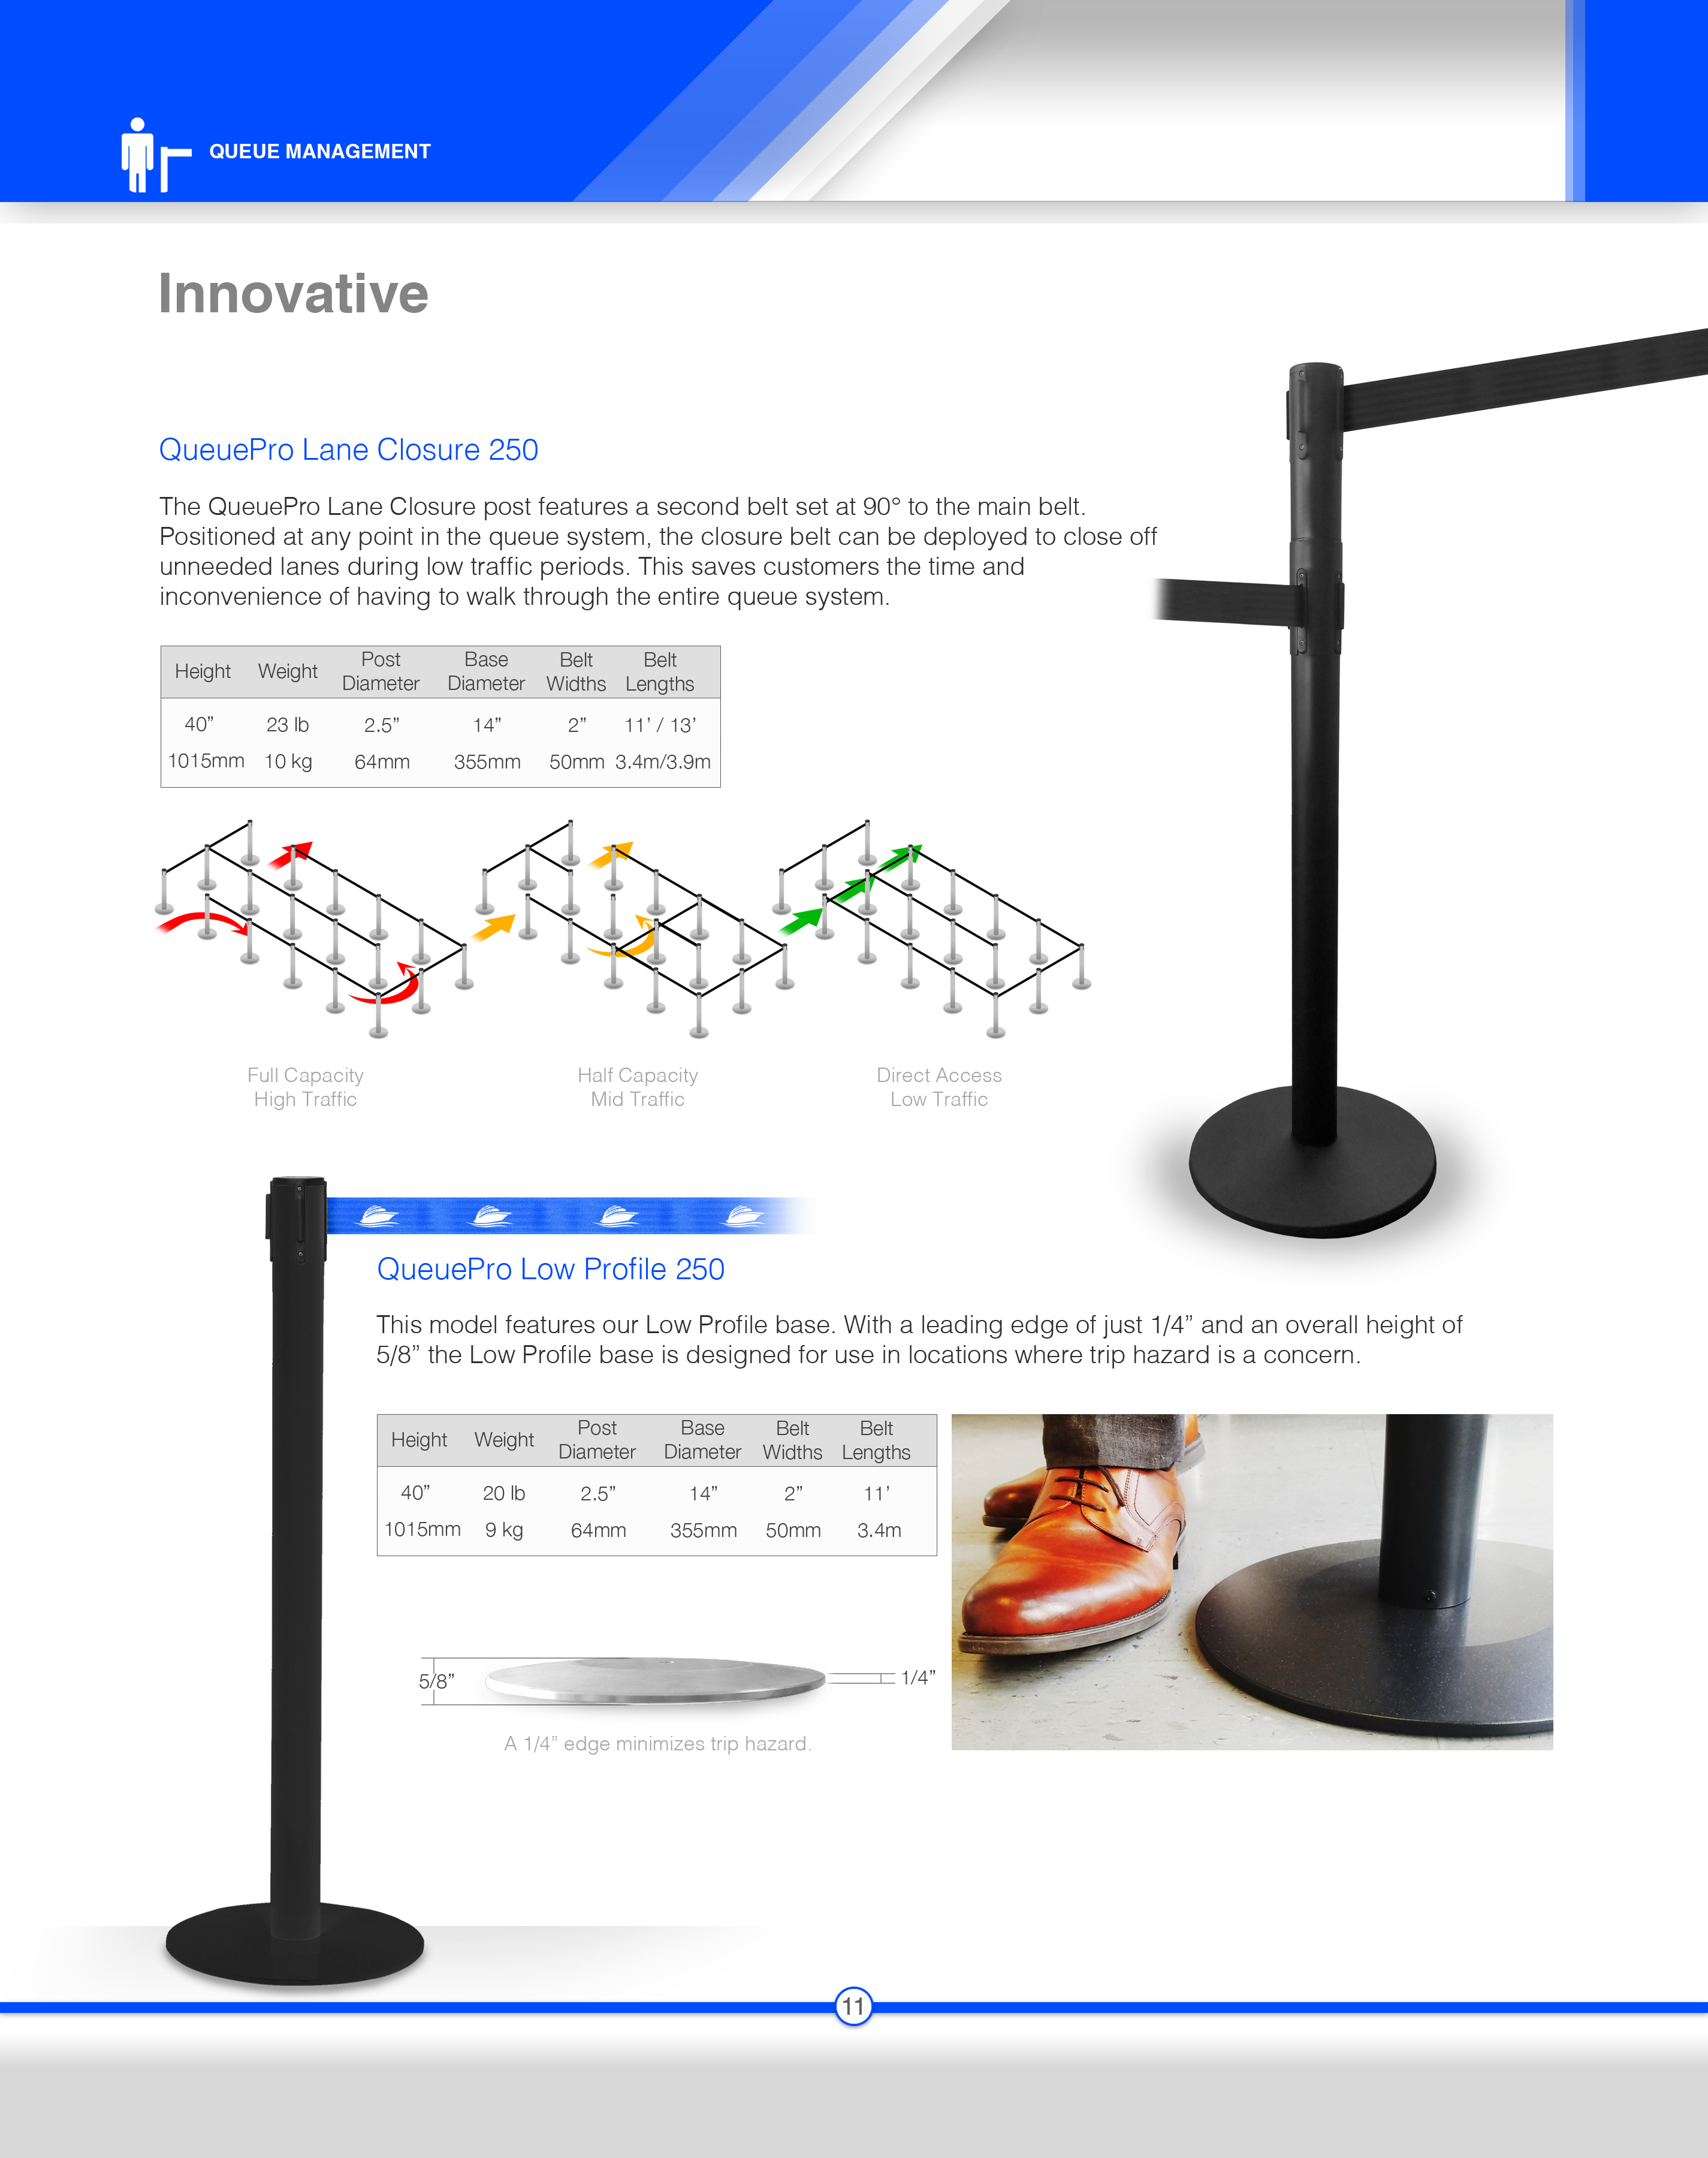 QUEUE MANAGEMENT
Innovative
QueuePro Lane Closure 250
The QueuePro Lane Closure post features a second belt set at 90° to the main belt.
Positioned at any point in the queue system, the closure belt can be deployed to close off
unneeded lanes during low traffic periods. This saves customers the time and
inconvenience of having to walk through the entire queue system.
Height Weight Post Diameter Base Diameter Belt Widths Belt Lengths
40” 23 lb 2.5” 14” 2” 11’ / 13’
1015mm 10 kg 64mm 355mm 50mm 3.4m/3.9m
Full Capacity
High Traffic
Half Capacity
Mid Traffic
Direct Access
Low Traffic
QueuePro Low Profile 250
This model features our Low Profile base. With a leading edge of just 1/4” and an overall height of
5/8” the Low Profile base is designed for use in locations where trip hazard is a concern.
Height Weight Post Diameter Base Diameter Belt Widths Belt Lengths
40” 20 lb 2.5” 14” 2” 11’
1015mm 9 kg 64mm 355mm 50mm 3.4m
5/8” 1/4”
A 1/4” edge minimizes trip hazard.
11